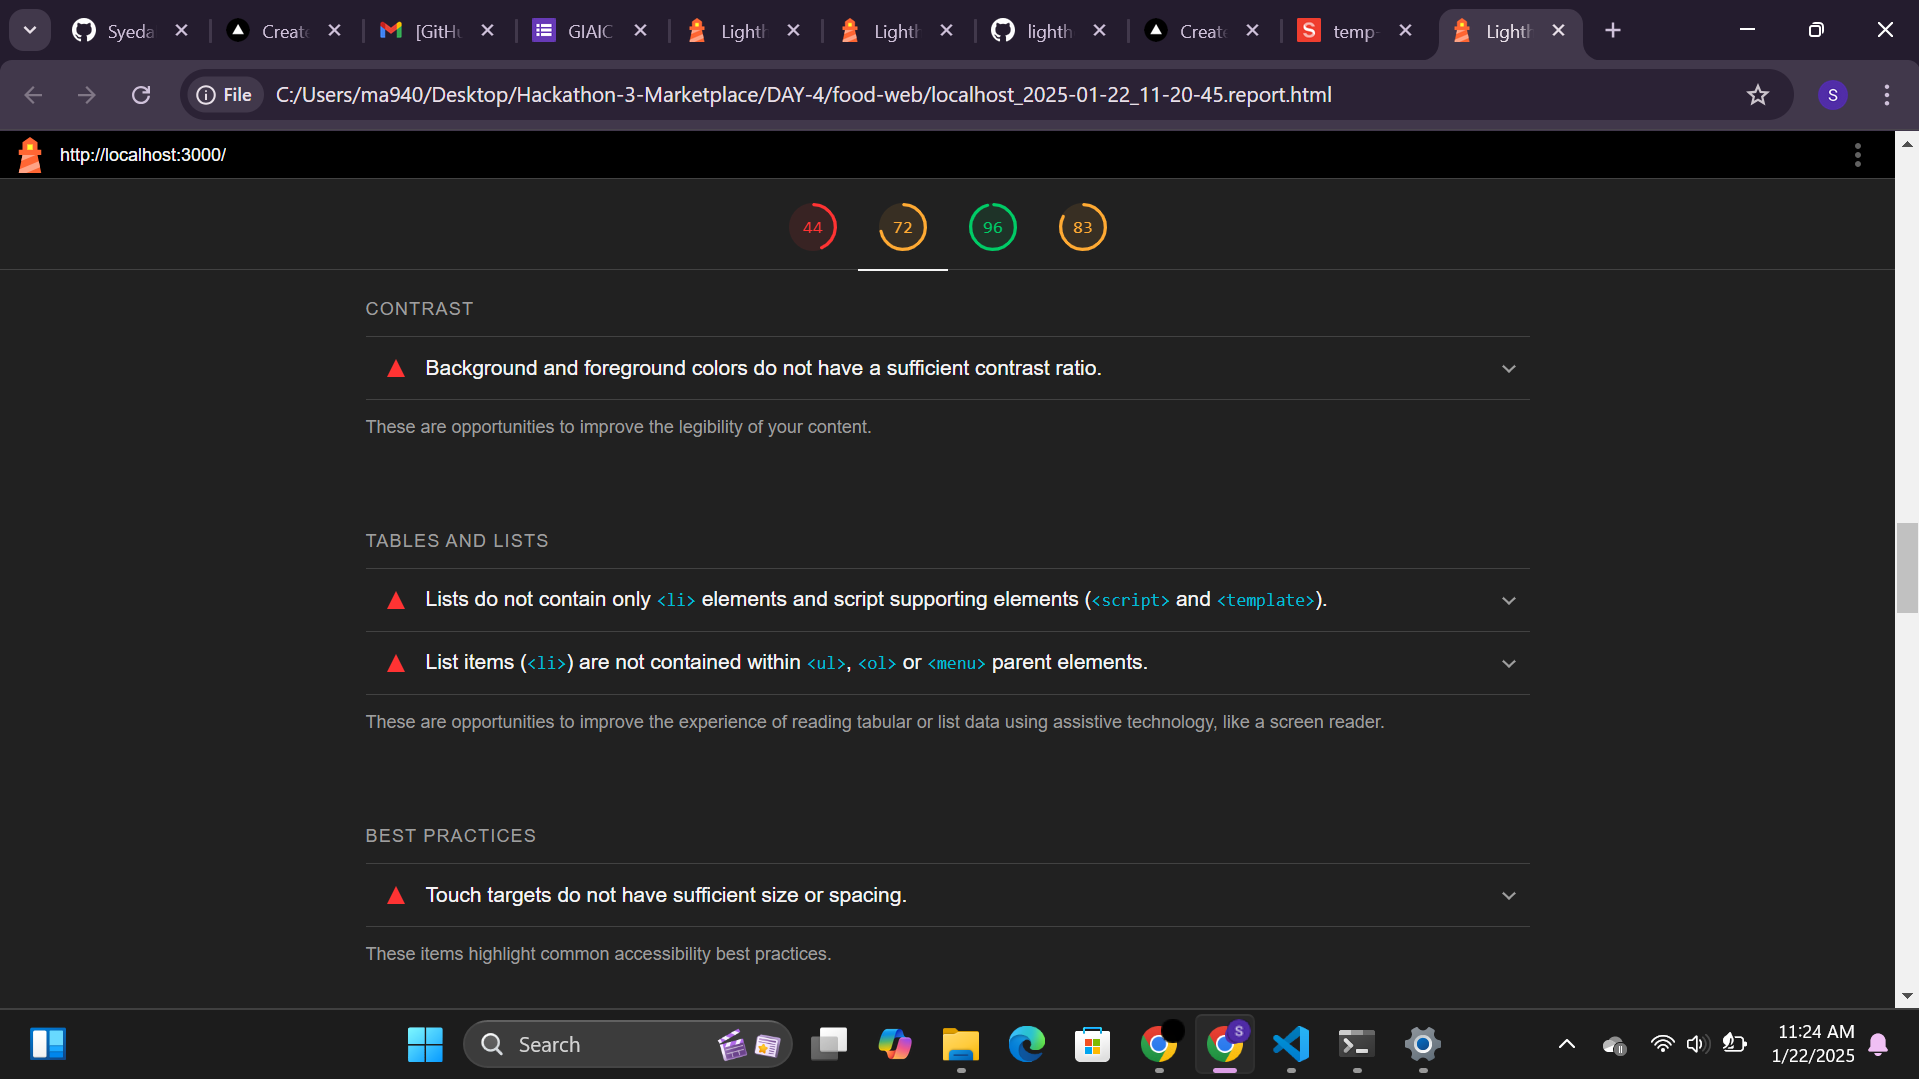 Syeda
Create
[GitHu
GIAIC
Lighth
Lighth
lighth
Create
temp-
Lighth
File
C:/Users/ma940/Desktop/Hackathon-3-Marketplace/DAY-4/food-web/localhost_2025-01-22_11-20-45.report.html
S
http://localhost:3000/
44
72
96
83
CONTRAST
Background and foreground colors do not have a sufficient contrast ratio.
These are opportunities to improve the legibility of your content.
TABLES AND LISTS
Lists do not contain only <li> elements and script supporting elements (<script> and <template>).
List items (<li>) are not contained within <ul>, <ol> or <menu> parent elements.
These are opportunities to improve the experience of reading tabular or list data using assistive technology, like a screen reader.
BEST PRACTICES
Touch targets do not have sufficient size or spacing.
These items highlight common accessibility best practices.
Search
S
11:24 AM
1/22/2025